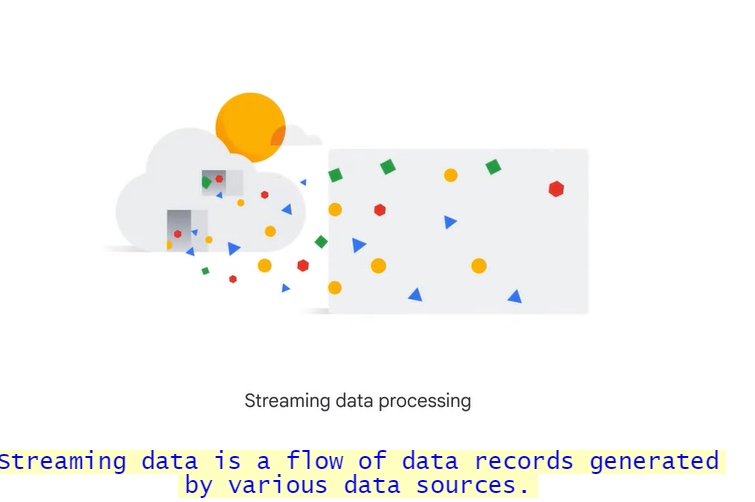 Streaming data processing
Streaming data is a flow of data records generated
by various data sources.